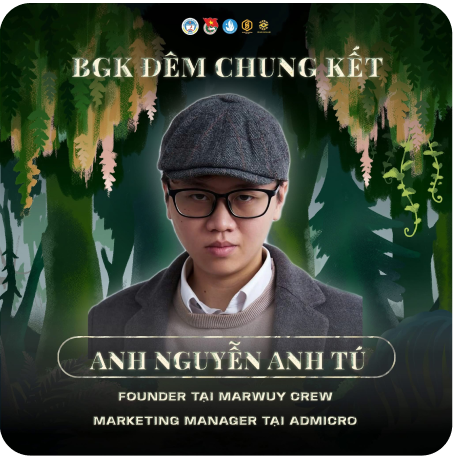 BGK ĐÊM CHUNG KẾT
ANH NGUYỄN ANH TÚ
FOUNDER TẠI MARWUY CREW
MARKETING MANAGER TẠI ADMICRO